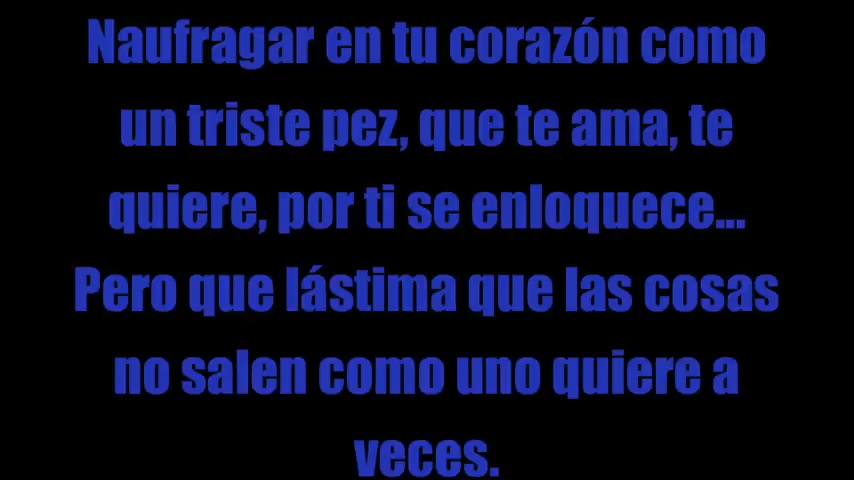 Naufragar en tu corazón como
un triste pez, que te ama, te
quiere, por ti se enloquece...
Pero que lástima que las cosas
no salen como uno quiere a
veces.